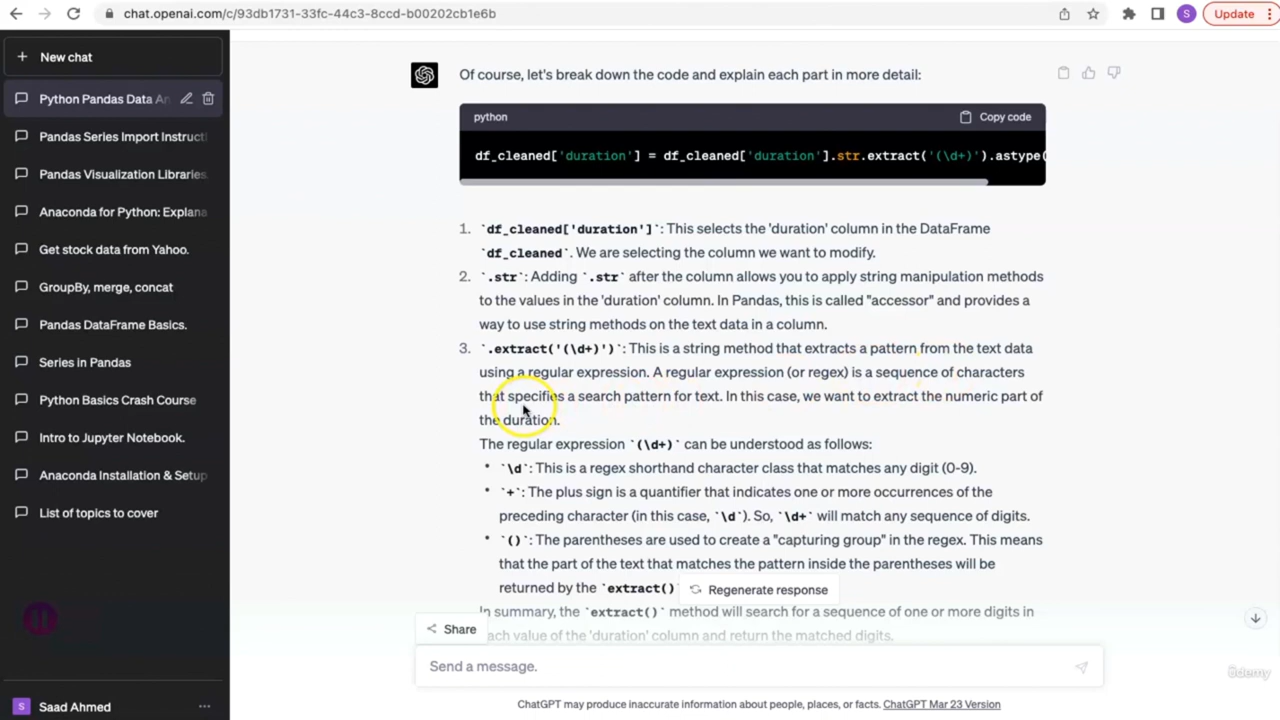 chat.openai.com/c/93db1731-33fc-44c3-8ccd-b00202cb1e6b
S
Update
+ New chat
Python Pandas Data An
Pandas Series Import Instructi
Pandas Visualization Libraries.
Anaconda for Python: Explana
Get stock data from Yahoo.
GroupBy, merge, concat
Pandas DataFrame Basics.
Series in Pandas
Python Basics Crash Course
Intro to Jupyter Notebook.
Anaconda Installation & Setup
List of topics to cover
S Saad Ahmed ...
Of course, let's break down the code and explain each part in more detail:
python Copy code
df_cleaned['duration'] = df_cleaned['duration'].str.extract('(\d+)').astype(
1. `df_cleaned['duration']`: This selects the 'duration' column in the DataFrame
`df_cleaned`. We are selecting the column we want to modify.
2. `.str`: Adding `.str` after the column allows you to apply string manipulation methods
to the values in the 'duration' column. In Pandas, this is called "accessor" and provides a
way to use string methods on the text data in a column.
3. `.extract('(\d+)')`: This is a string method that extracts a pattern from the text data
using a regular expression. A regular expression (or regex) is a sequence of characters
that specifies a search pattern for text. In this case, we want to extract the numeric part of
the duration.
The regular expression `(\d+)` can be understood as follows:
• `\d`: This is a regex shorthand character class that matches any digit (0-9).
• `+`: The plus sign is a quantifier that indicates one or more occurrences of the
preceding character (in this case, `\d`). So, `\d+` will match any sequence of digits.
• `()`: The parentheses are used to create a "capturing group" in the regex. This means
that the part of the text that matches the pattern inside the parentheses will be
returned by the `extract()`
Regenerate response
In summary, the `extract()` method will search for a sequence of one or more digits in
each value of the 'duration' column and return the matched digits.
Share
Send a message.
ChatGPT may produce inaccurate information about people, places, or facts. ChatGPT Mar 23 Version
ûdemy